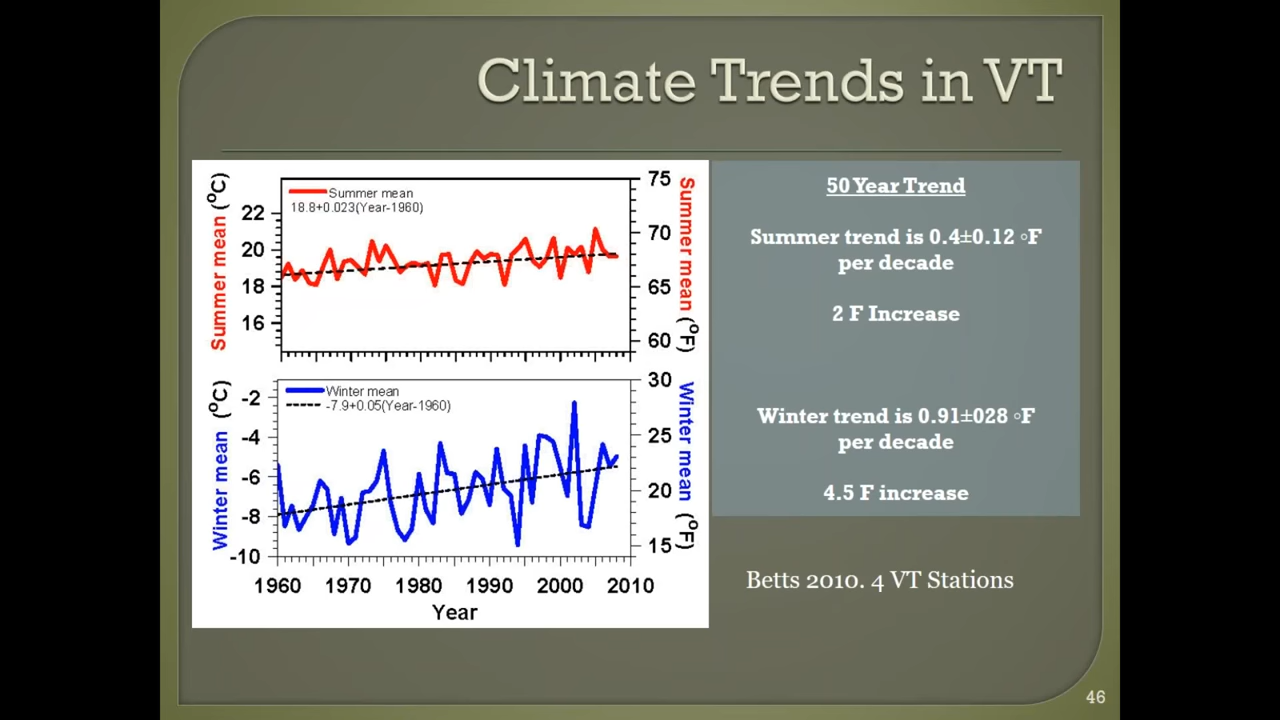 Climate Trends in VT
Summer mean (°C)
22
20
18
16
Summer mean
18.8+0.023(Year-1960)
75
70
65
60
Summer mean (°F)
Winter mean (°C)
-2
-4
-6
-8
-10
Winter mean
-7.9+0.05(Year-1960)
30
25
20
15
Winter mean (°F)
1960 1970 1980 1990 2000 2010
Year
50 Year Trend
Summer trend is 0.4±0.12 ◦F
per decade
2 F Increase
Winter trend is 0.91±028 ◦F
per decade
4.5 F increase
Betts 2010. 4 VT Stations
46